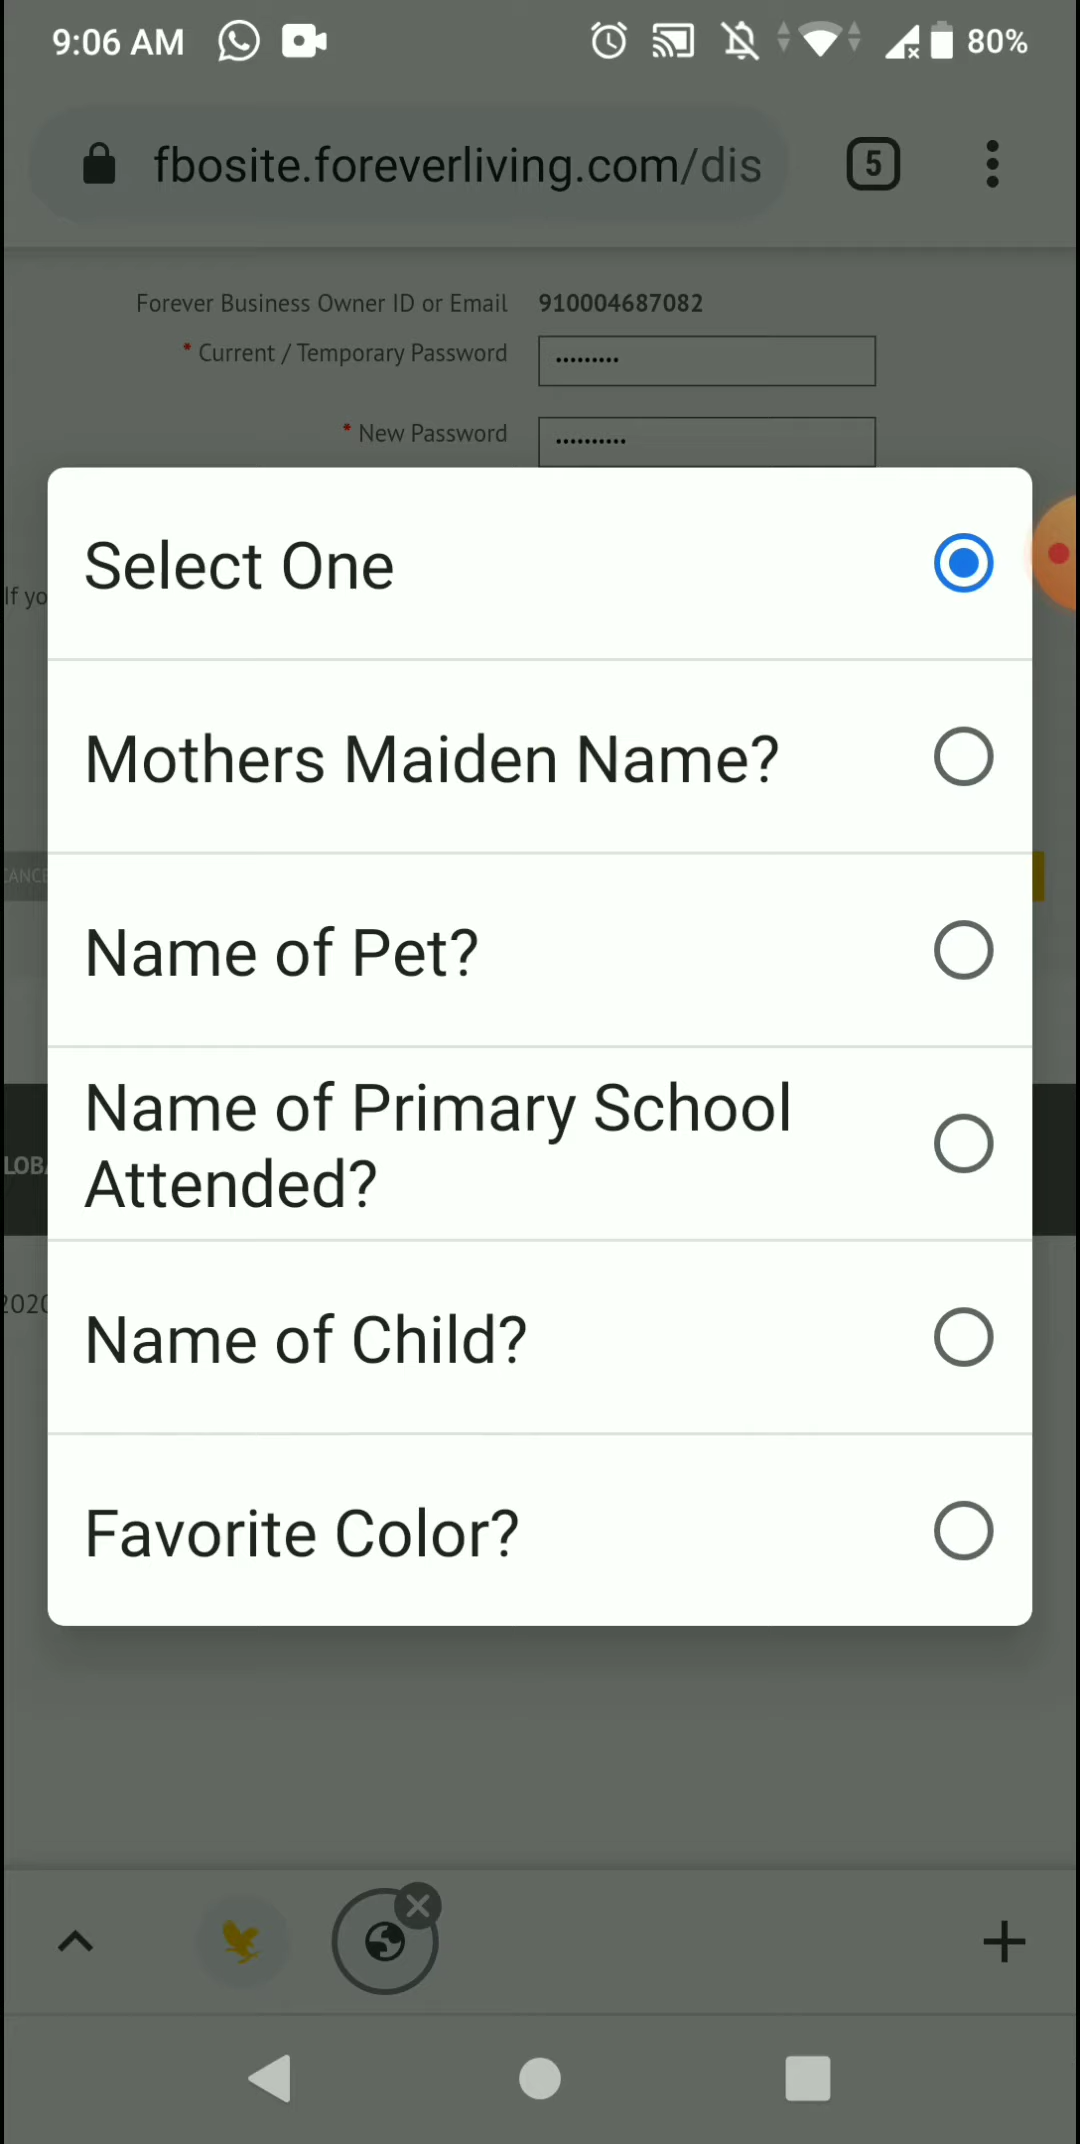 9:06 AM
80%
fbosite.foreverliving.com/dis
5
Forever Business Owner ID or Email 910004687082
* Current / Temporary Password •••••••••
* New Password ••••••••••
Select One
If yo
Mothers Maiden Name?
Name of Pet?
Name of Primary School
Attended?
Name of Child?
Favorite Color?